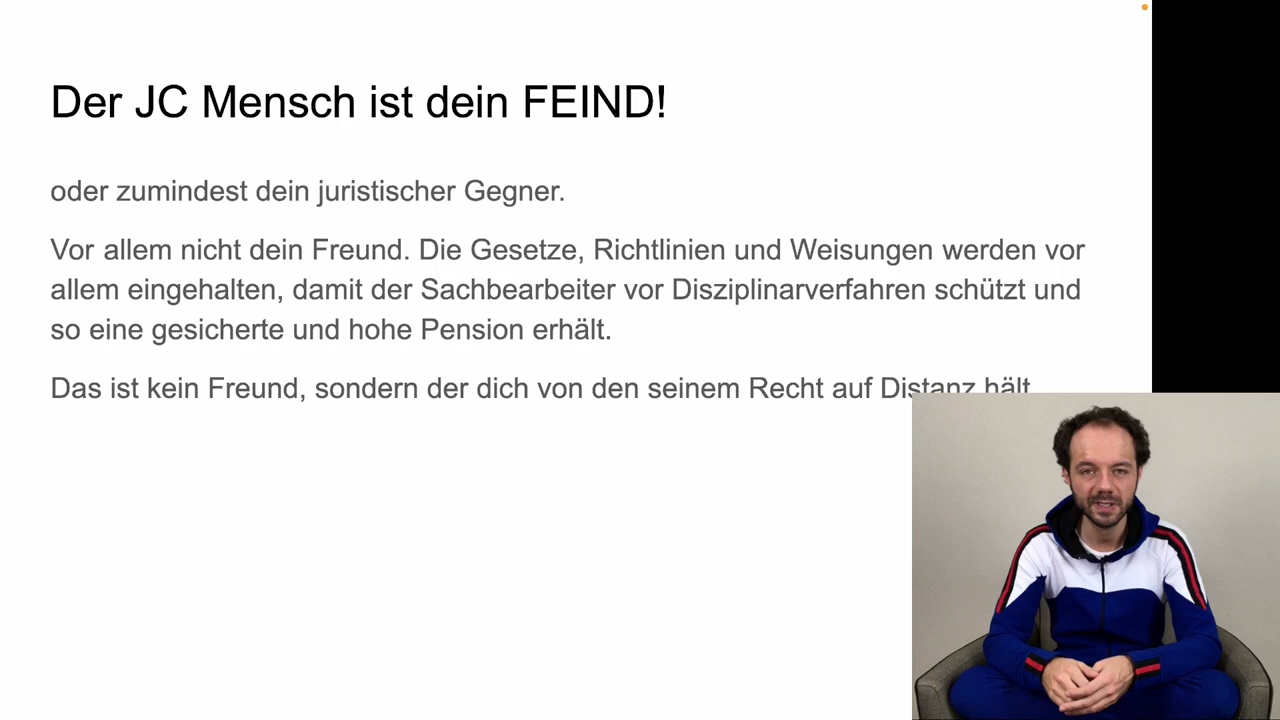 Der JC Mensch ist dein FEIND!
oder zumindest dein juristischer Gegner.
Vor allem nicht dein Freund. Die Gesetze, Richtlinien und Weisungen werden vor
allem eingehalten, damit der Sachbearbeiter vor Disziplinarverfahren schützt und
so eine gesicherte und hohe Pension erhält.
Das ist kein Freund, sondern der dich von den seinem Recht auf Distanz hält